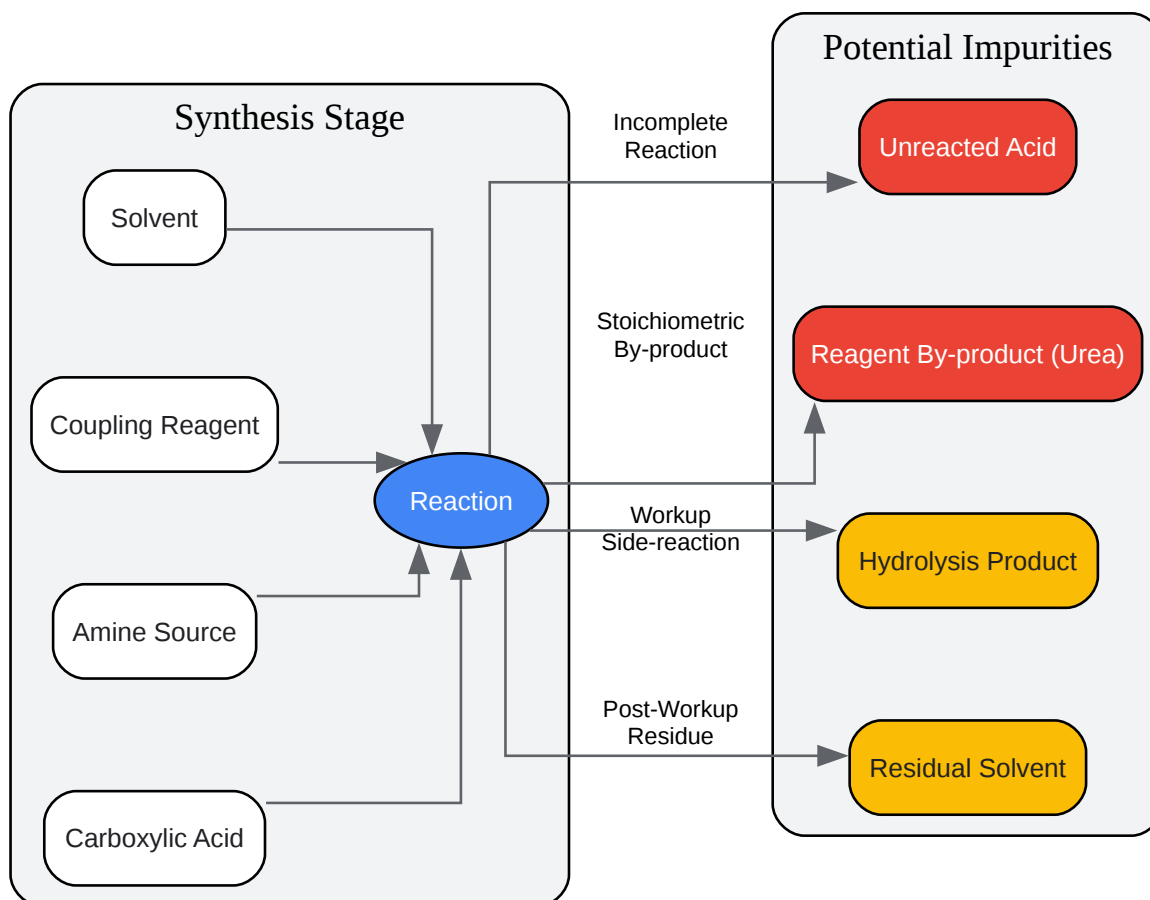 Synthesis Stage
Solvent
Coupling Reagent
Amine Source
Carboxylic Acid
Reaction
Incomplete
Reaction
Stoichiometric
By-product
Workup
Side-reaction
Post-Workup
Residue
Potential Impurities
Unreacted Acid
Reagent By-product (Urea)
Hydrolysis Product
Residual Solvent